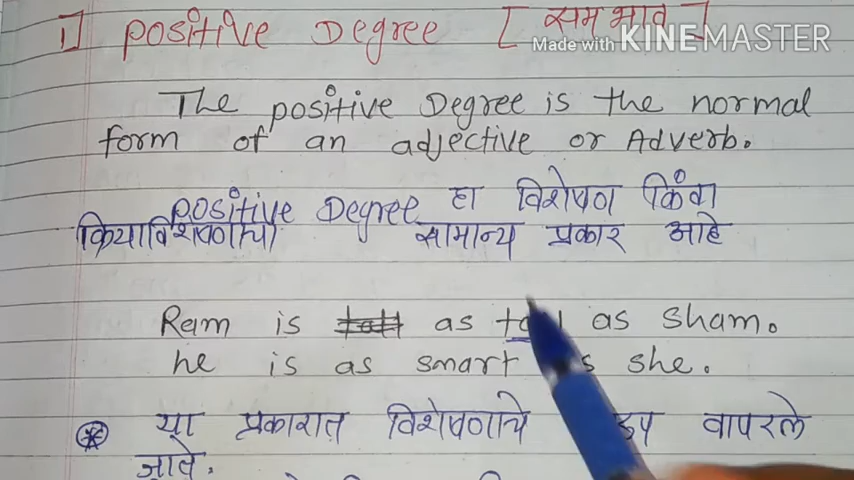 1] positive Degree [समभाव]
Made with KINEMASTER
The positive Degree is the normal
form of an adjective or Adverb.
positive Degree हा विशेषण किंवा
क्रियाविशेषणाचा सामान्य प्रकार आहे
Ram is as as sham.
he is as smart she.
या प्रकारात विशेषणाचे वापरले
जाते.